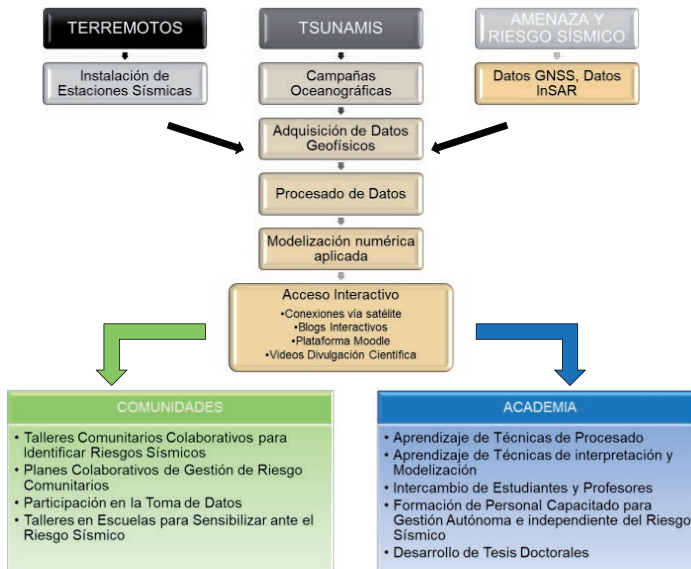 TERREMOTOS
TSUNAMIS
AMENAZA Y
RIESGO SÍSMICO
Instalación de
Estaciones Sísmicas
Campañas
Oceanográficas
Datos GNSS, Datos
InSAR
Adquisición de Datos
Geofísicos
Procesado de Datos
Modelización numérica
aplicada
Acceso Interactivo
•Conexiones vía satélite
•Blogs Interactivos
•Plataforma Moodle
•Videos Divulgación Científica
COMUNIDADES
• Talleres Comunitarios Colaborativos para
Identificar Riesgos Sísmicos
• Planes Colaborativos de Gestión de Riesgo
Comunitarios
• Participación en la Toma de Datos
• Talleres en Escuelas para Sensibilizar ante el
Riesgo Sísmico
ACADEMIA
• Aprendizaje de Técnicas de Procesado
• Aprendizaje de Técnicas de interpretación y
Modelización
• Intercambio de Estudiantes y Profesores
• Formación de Personal Capacitado para
Gestión Autónoma e independiente del Riesgo
Sísmico
• Desarrollo de Tesis Doctorales